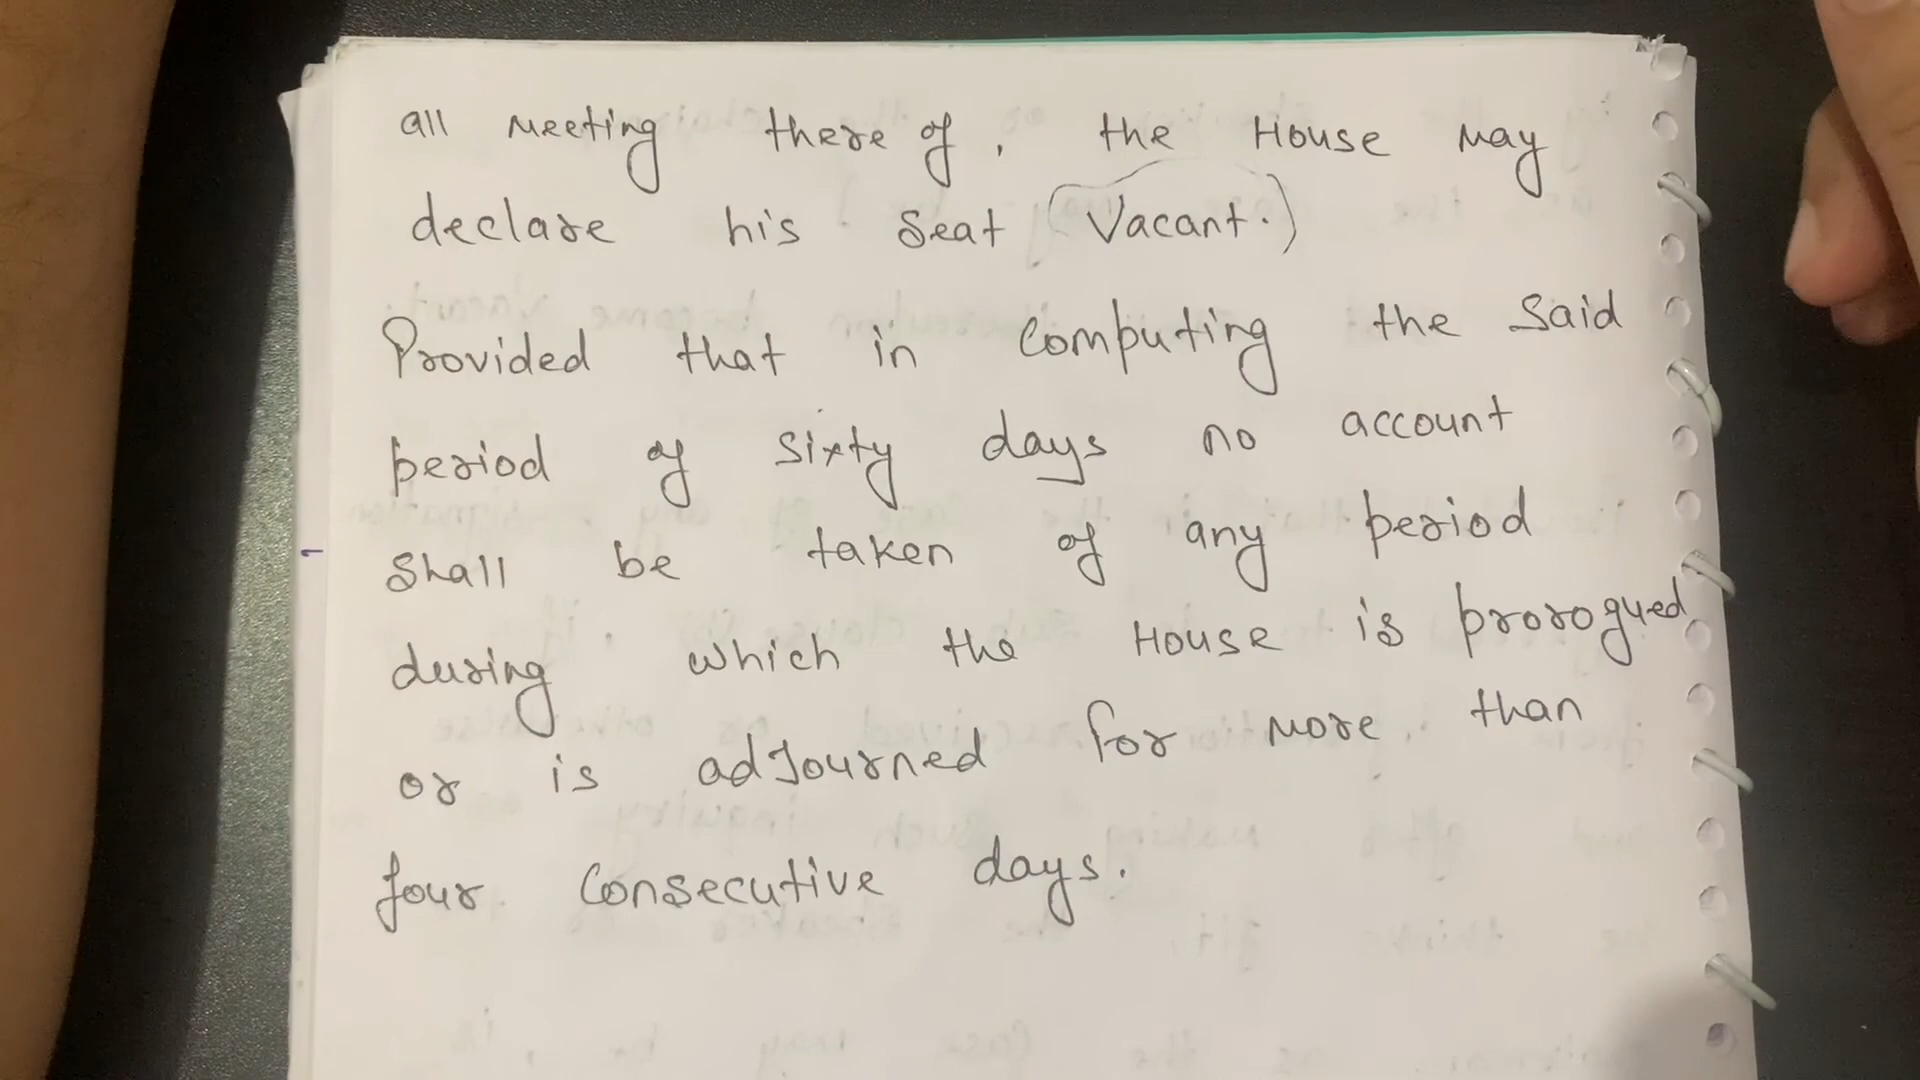 all meeting there of, the House may
declare his seat (Vacant.)
Provided that in Computing the said
period of sixty days no account
shall be taken of any period
during which the House is prorogued
or is adJourned for more than
four Consecutive days.